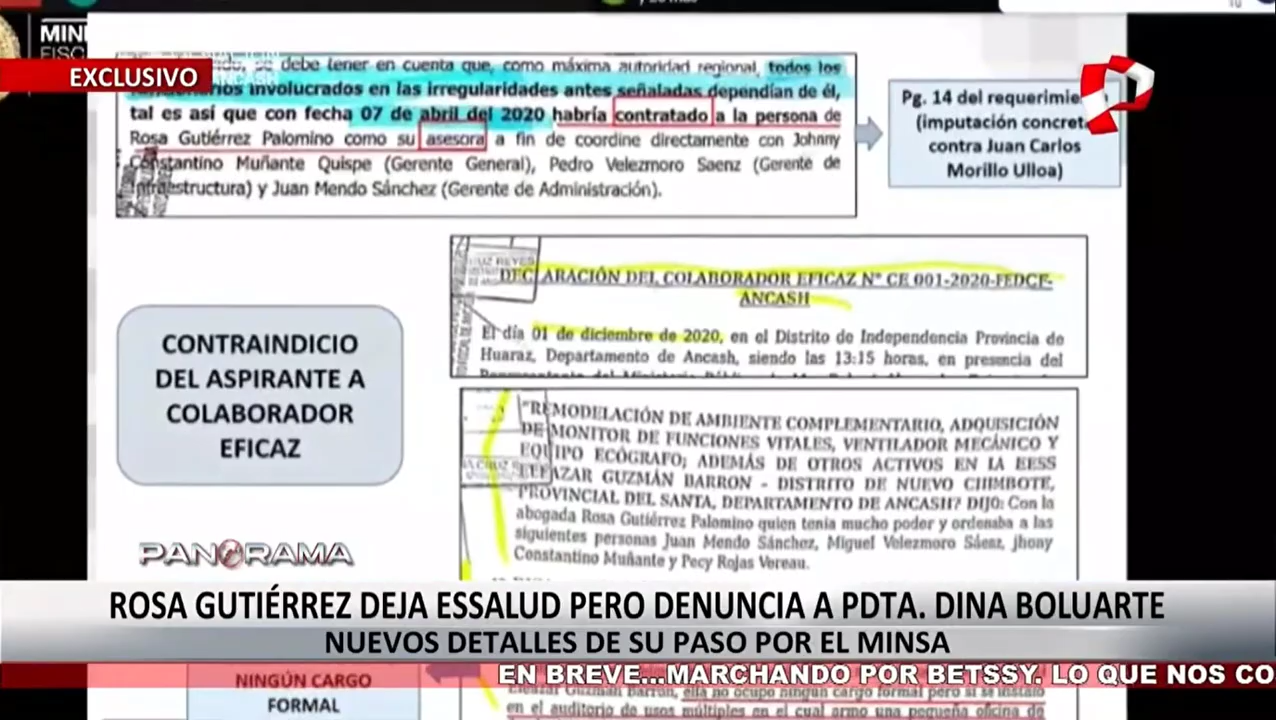 MIN
FISC
EXCLUSIVO
debe tener en cuenta que, como máxima autoridad regional, todos los
involucrados en las irregularidades antes señaladas dependían de él,
tal es así que con fecha 07 de abril del 2020 habría contratado a la persona de
Rosa Gutiérrez Palomino como su asesora a fin de coordine directamente con Johnny
Constantino Muñante Quispe (Gerente General), Pedro Velezmoro Saenz (Gerente de
Infraestructura) y Juan Mendo Sánchez (Gerente de Administración).
Pg. 14 del requerimie
(imputación concret
contra Juan Carlos
Morillo Ulloa)
DECLARACIÓN DEL COLABORADOR EFICAZ N° CE 001-2020-FEDCF-
ANCASH
El día 01 de diciembre de 2020, en el Distrito de Independencia Provincia de
Huaraz, Departamento de Ancash, siendo las 13:15 horas, en presencia del
CONTRAINDICIO
DEL ASPIRANTE A
COLABORADOR
EFICAZ
"REMODELACIÓN DE AMBIENTE COMPLEMENTARIO, ADQUISICIÓN
DE MONITOR DE FUNCIONES VITALES, VENTILADOR MECÁNICO Y
EQUIPO ECÓGRAFO; ADEMÁS DE OTROS ACTIVOS EN LA EESS
ELEAZAR GUZMÁN BARRON - DISTRITO DE NUEVO CHIMBOTE,
PROVINCIAL DEL SANTA, DEPARTAMENTO DE ANCASH? DIJO: Con la
abogada Rosa Gutiérrez Palomino quien tenia mucho poder y ordenaba a las
siguientes personas Juan Mendo Sánchez, Miguel Velezmoro Sáenz, jhony
Constantino Muñante y Pecy Rojas Vereau.
PANORAMA
ROSA GUTIÉRREZ DEJA ESSALUD PERO DENUNCIA A PDTA. DINA BOLUARTE
NUEVOS DETALLES DE SU PASO POR EL MINSA
EN BREVE...MARCHANDO POR BETSSY. LO QUE NOS CO
NINGÚN CARGO
FORMAL
Eleazar Guzmán Barrón, ella no ocupo ningún cargo formal pero si se instalo
en el auditorio de usos múltiples en el cual armo una pequeña oficina de